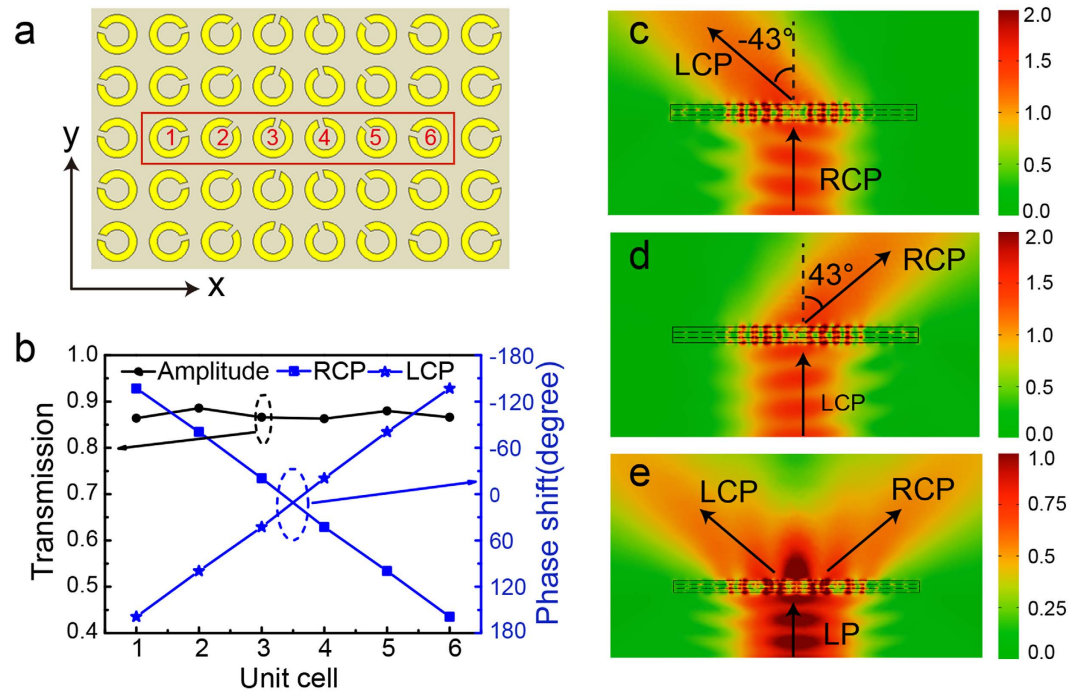 a
1 2 3 4 5 6
y
x
b
Amplitude RCP LCP
1.0
0.9
0.8
0.7
0.6
0.5
0.4
Transmission
-180
-120
-60
0
60
120
180
Phase shift(degree)
1 2 3 4 5 6
Unit cell
c
-43°
LCP
RCP
2.0
1.5
1.0
0.5
0.0
d
43°
RCP
LCP
2.0
1.5
1.0
0.5
0.0
e
LCP
RCP
LP
1.0
0.75
0.5
0.25
0.0